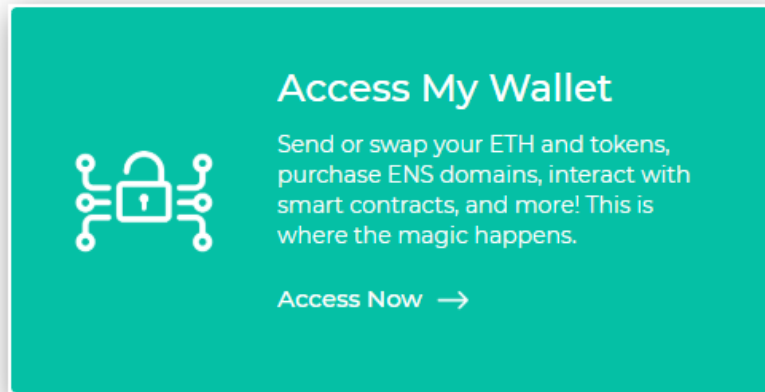 Access My Wallet
Send or swap your ETH and tokens,
purchase ENS domains, interact with
smart contracts, and more! This is
where the magic happens.
Access Now →